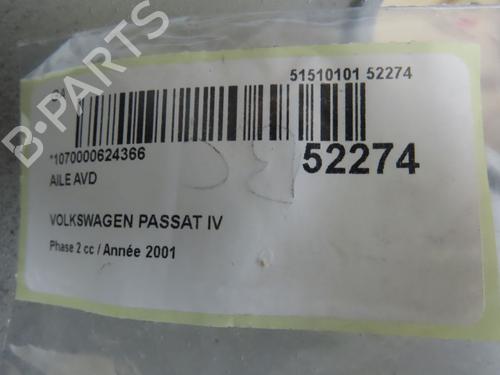 51510101 52274
*1070000624366
52274
AILE AVD
VOLKSWAGEN PASSAT IV
Phase 2 cc / Année 2001
B-PARTS